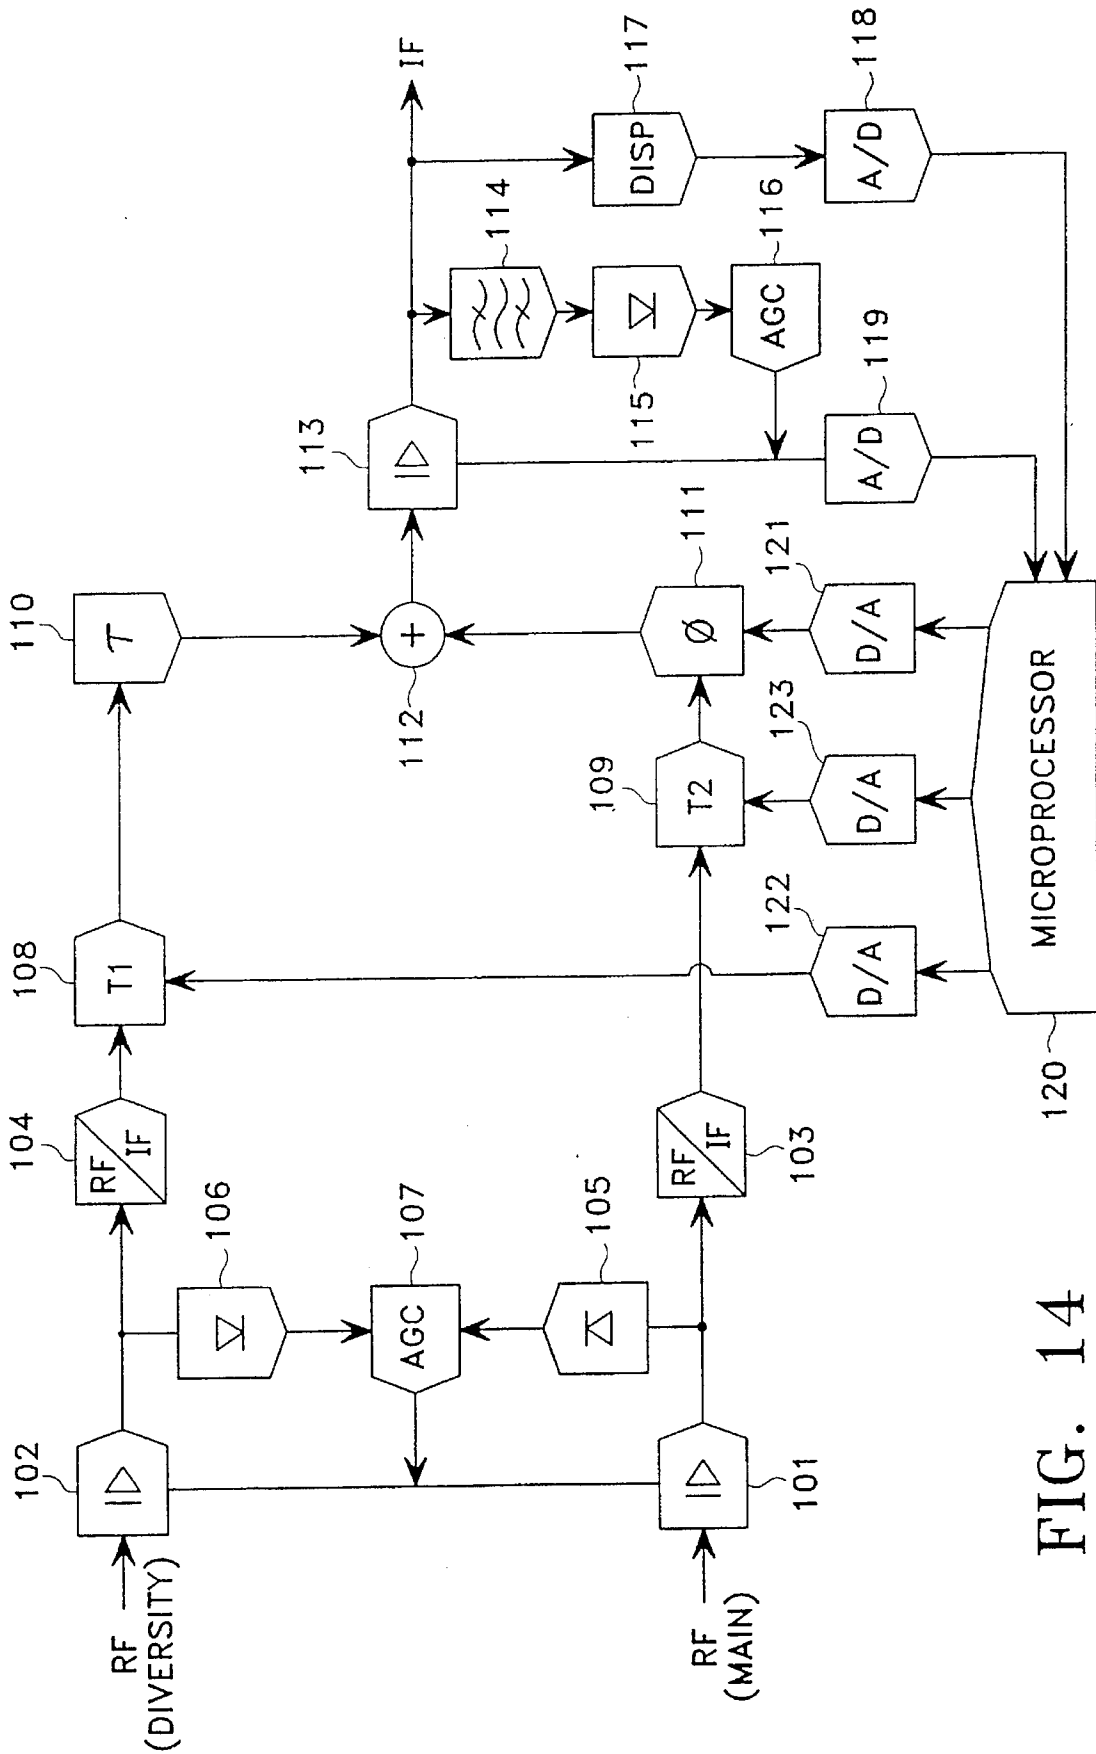 RF
(DIVERSITY)
102
104
RF
IF
108
T1
110
τ
106
107
AGC
105
RF
(MAIN)
101
103
RF
IF
109
T2
111
Ø
112
+
113
IF
114
115
116
AGC
117
DISP
118
A/D
119
A/D
122
D/A
123
D/A
121
D/A
120
MICROPROCESSOR
FIG. 14